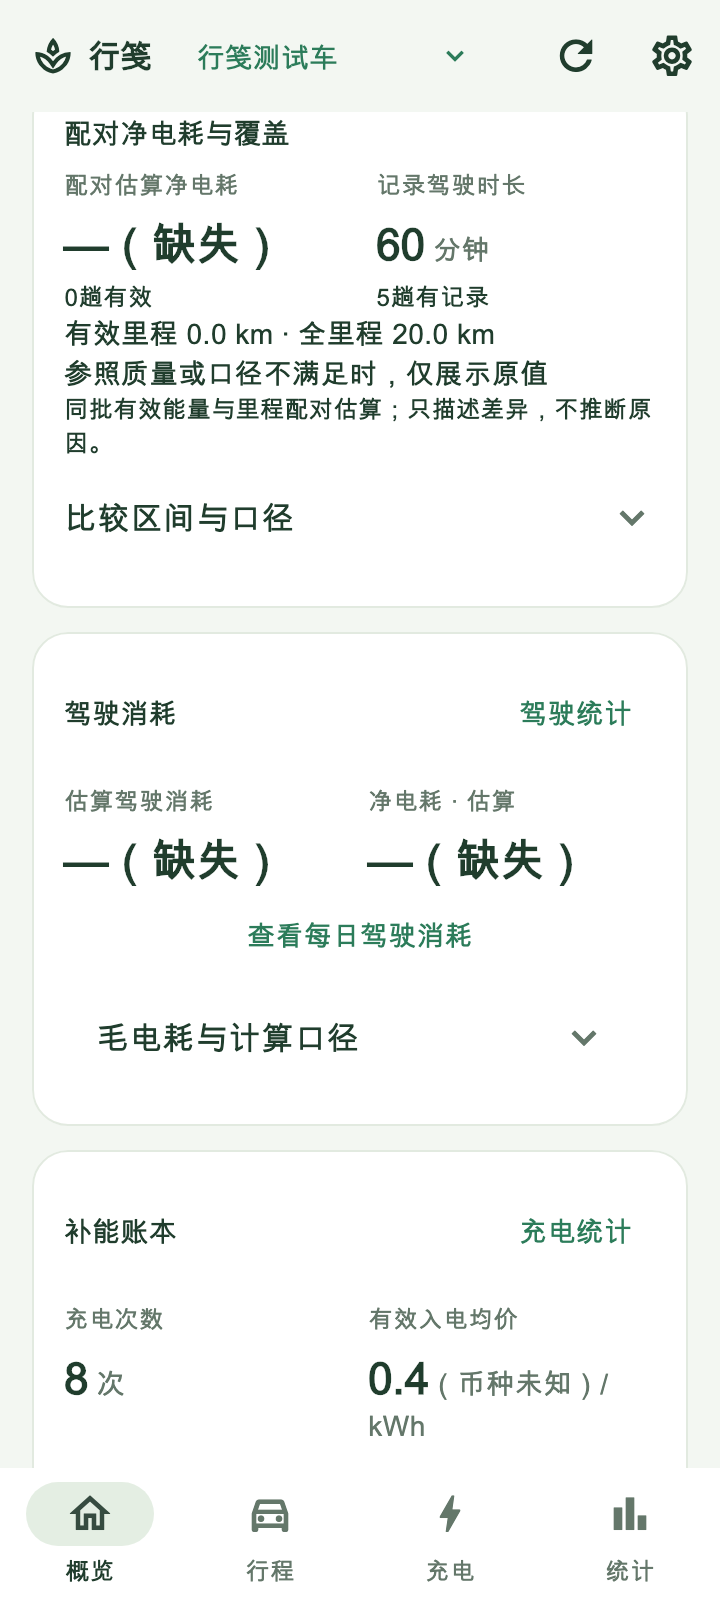 行笺 行笺测试车
配对净电耗与覆盖
配对估算净电耗 记录驾驶时长
—（缺失） 60 分钟
0趟有效 5趟有记录
有效里程 0.0 km · 全里程 20.0 km
参照质量或口径不满足时，仅展示原值
同批有效能量与里程配对估算；只描述差异，不推断原
因。
比较区间与口径
驾驶消耗 驾驶统计
估算驾驶消耗 净电耗 · 估算
—（缺失） —（缺失）
查看每日驾驶消耗
毛电耗与计算口径
补能账本 充电统计
充电次数 有效入电均价
8 次 0.4（币种未知）/
kWh
概览 行程 充电 统计